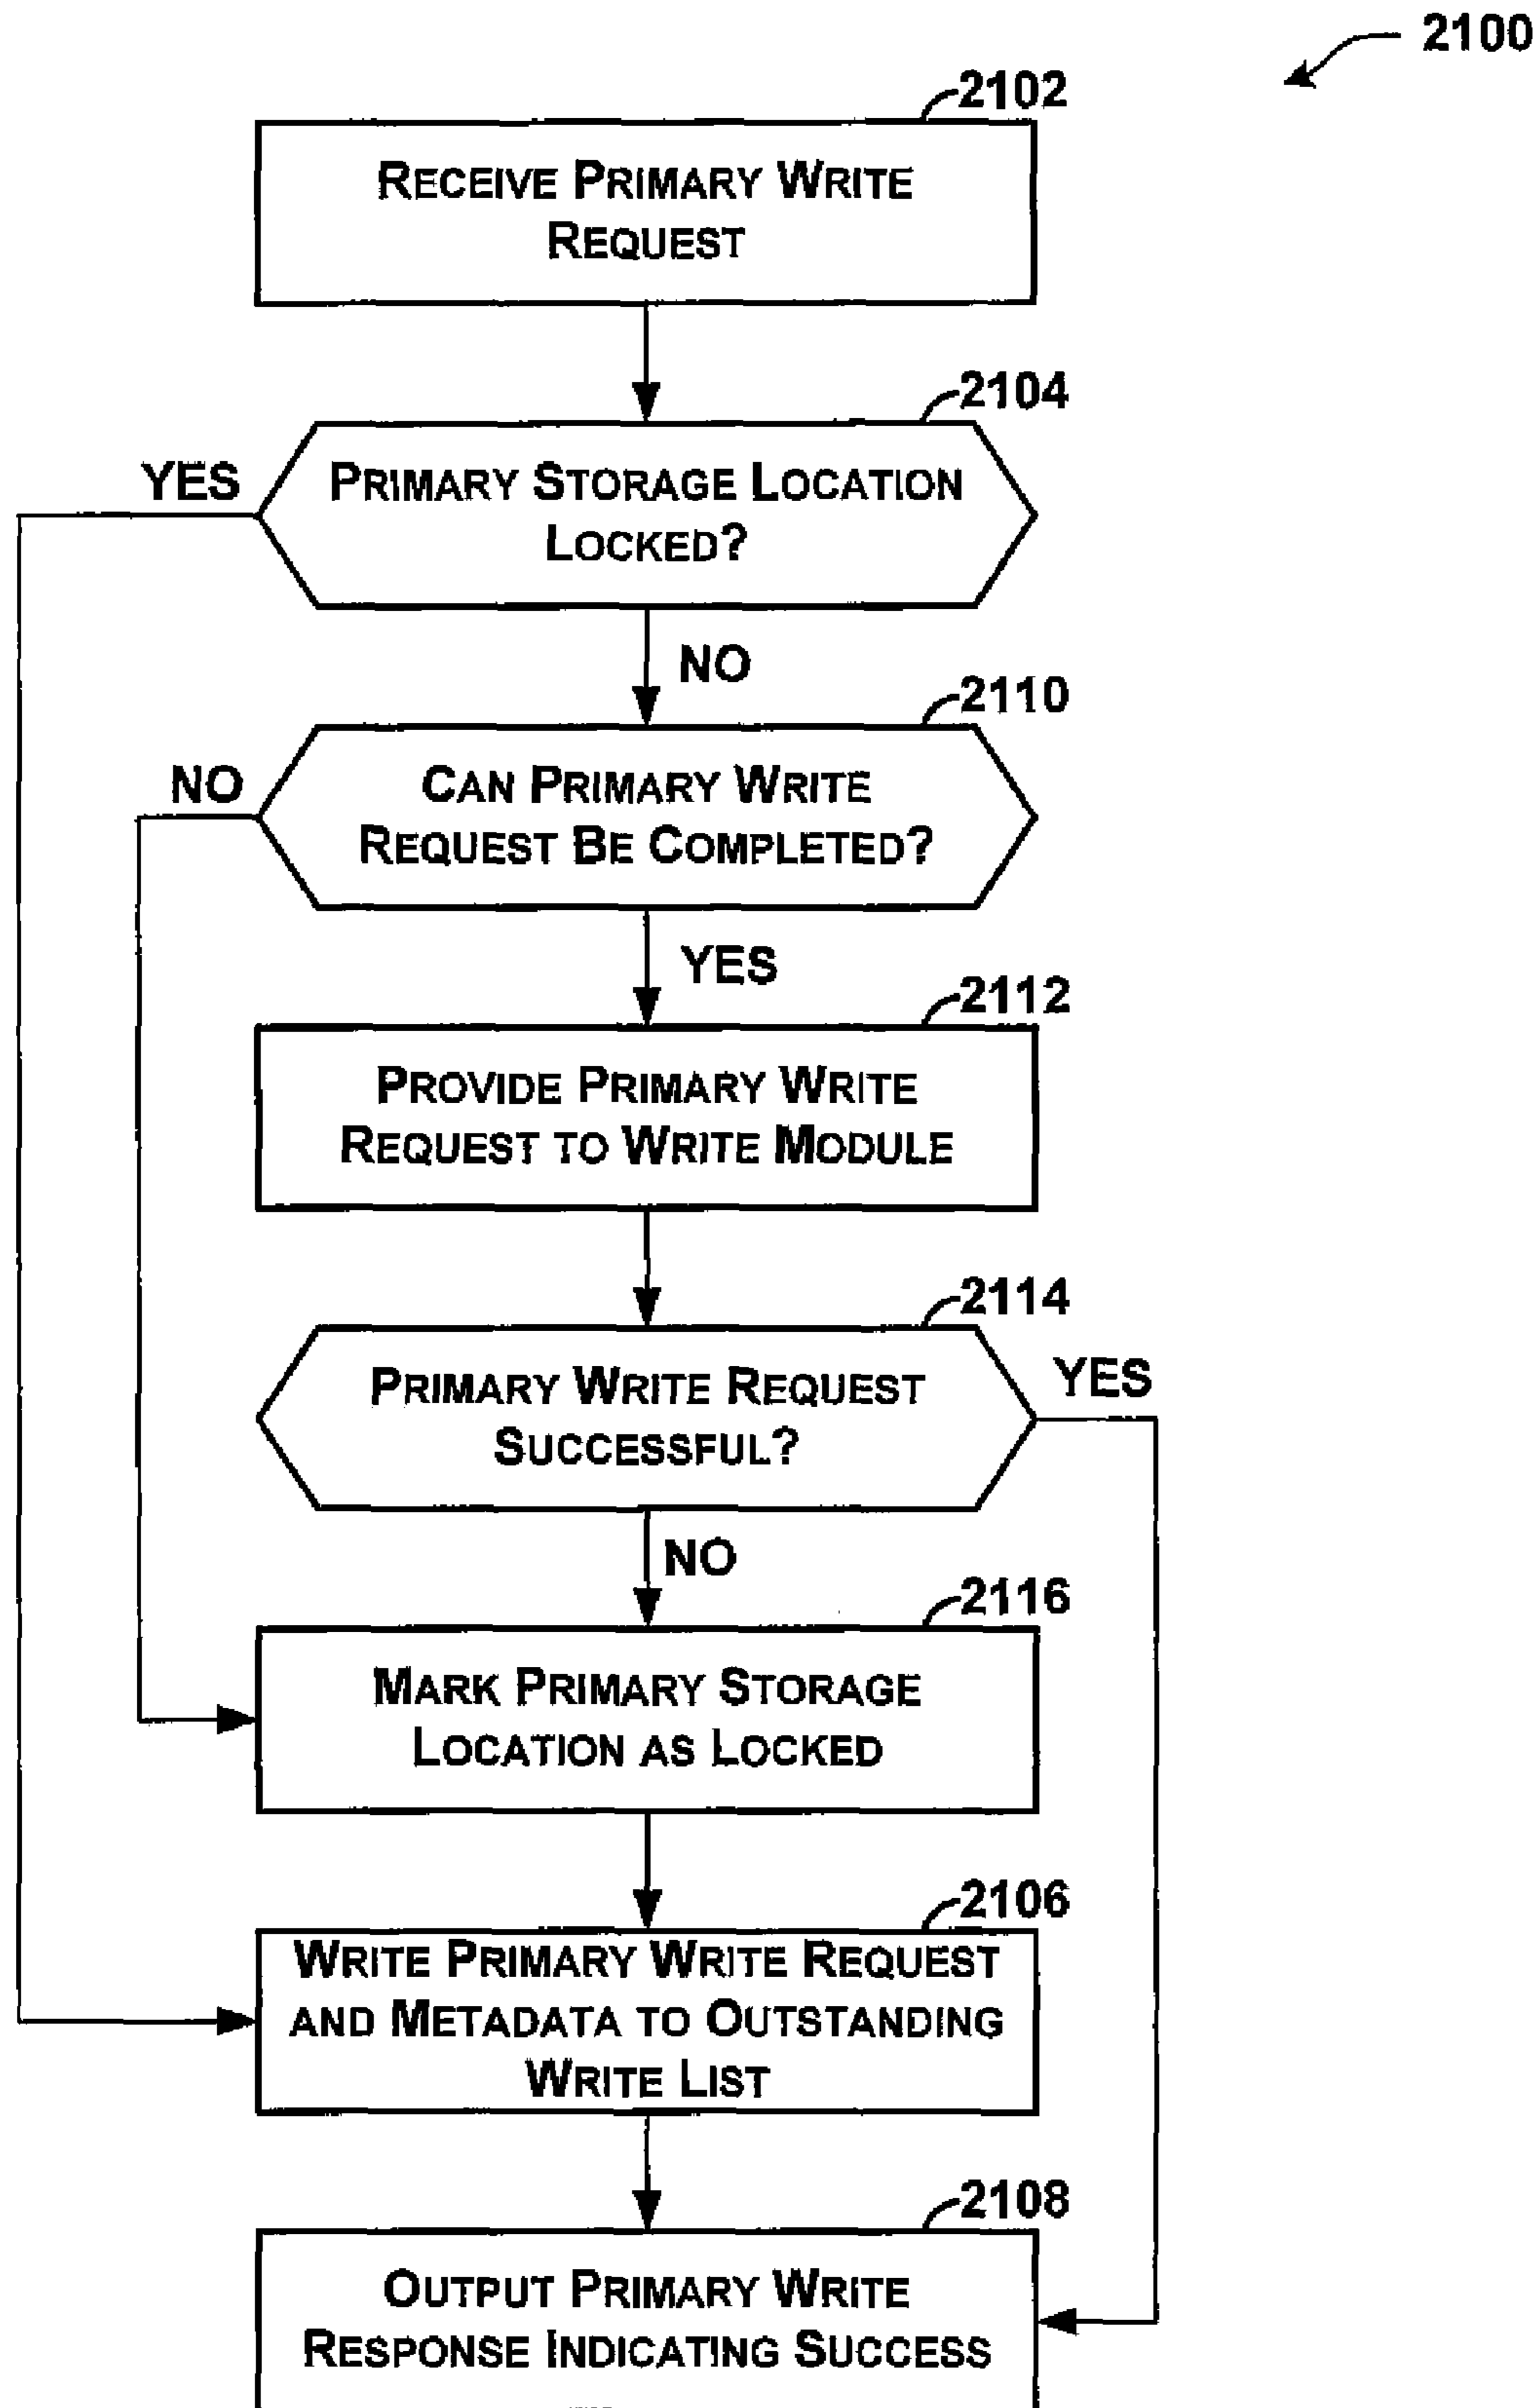 2100
2102
RECEIVE PRIMARY WRITE
REQUEST
2104
YES
PRIMARY STORAGE LOCATION
LOCKED?
NO
2110
NO
CAN PRIMARY WRITE
REQUEST BE COMPLETED?
YES
2112
PROVIDE PRIMARY WRITE
REQUEST TO WRITE MODULE
2114
PRIMARY WRITE REQUEST
SUCCESSFUL?
YES
NO
2116
MARK PRIMARY STORAGE
LOCATION AS LOCKED
2106
WRITE PRIMARY WRITE REQUEST
AND METADATA TO OUTSTANDING
WRITE LIST
2108
OUTPUT PRIMARY WRITE
RESPONSE INDICATING SUCCESS